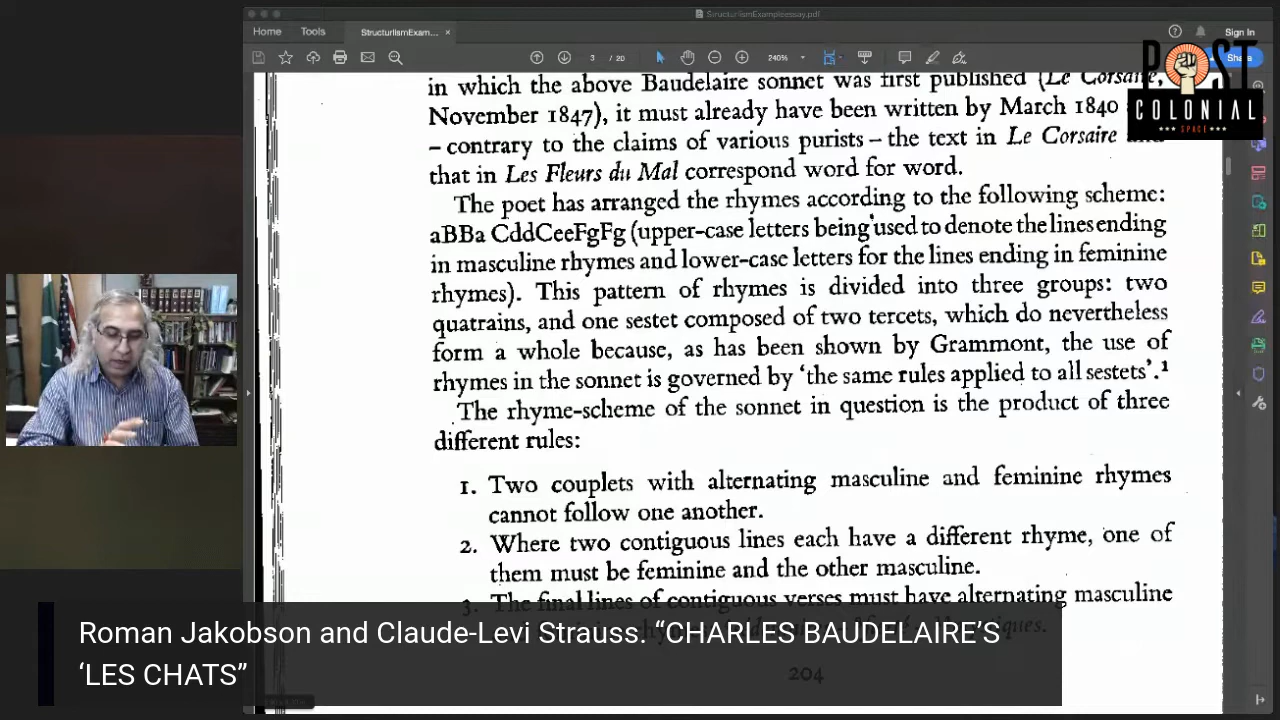 StructurlismExampleessay.pdf
Home
Tools
StructurlismExam...
×
Sign In
3 / 20
240%
Share
POST
COLONIAL
SPACE
in which the above Baudelaire sonnet was first published (Le Corsaire,
November 1847), it must already have been written by March 1840
– contrary to the claims of various purists – the text in Le Corsaire
that in Les Fleurs du Mal correspond word for word.
The poet has arranged the rhymes according to the following scheme:
aBBa CddCeeFgFg (upper-case letters being used to denote the lines ending
in masculine rhymes and lower-case letters for the lines ending in feminine
rhymes). This pattern of rhymes is divided into three groups: two
quatrains, and one sestet composed of two tercets, which do nevertheless
form a whole because, as has been shown by Grammont, the use of
rhymes in the sonnet is governed by ‘the same rules applied to all sestets’.¹
The rhyme-scheme of the sonnet in question is the product of three
different rules:
1. Two couplets with alternating masculine and feminine rhymes
cannot follow one another.
2. Where two contiguous lines each have a different rhyme, one of
them must be feminine and the other masculine.
3. The final lines of contiguous verses must have alternating masculine
204
Roman Jakobson and Claude-Levi Strauss. “CHARLES BAUDELAIRE’S
‘LES CHATS”